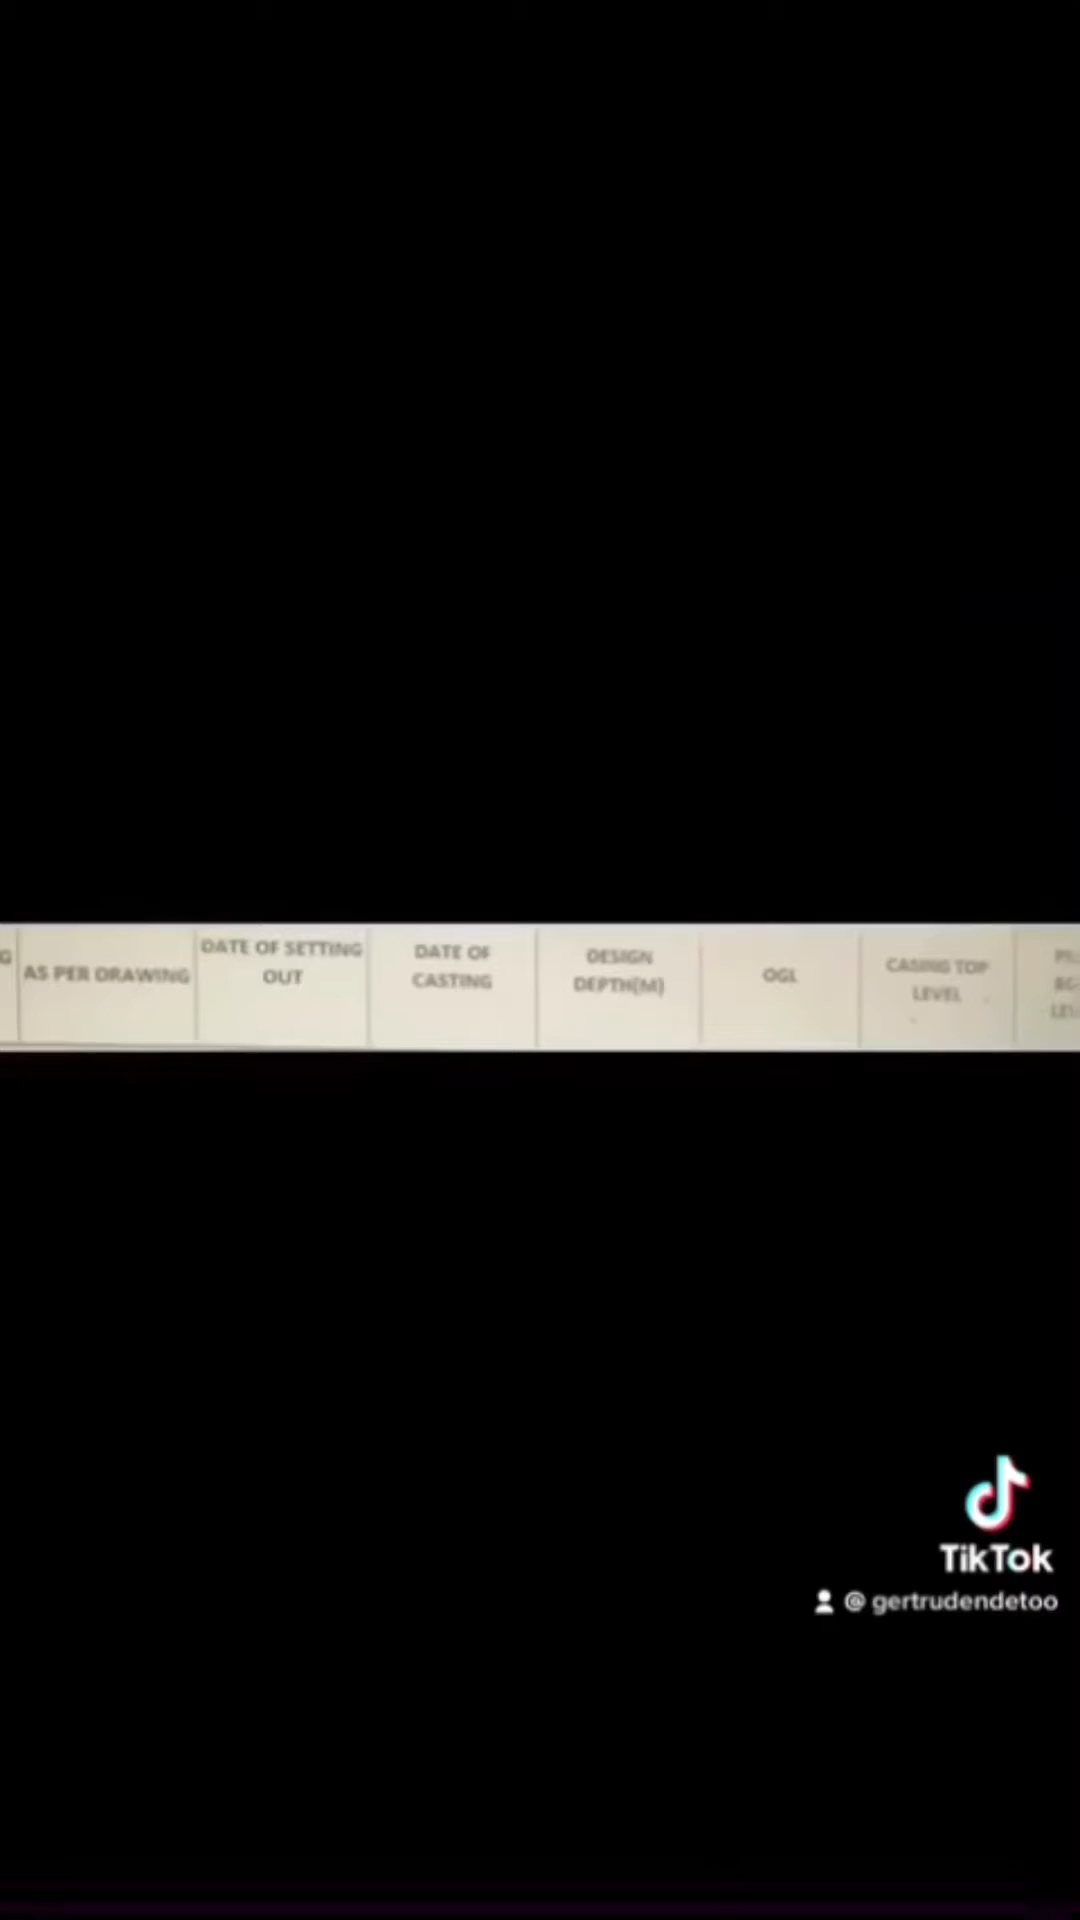 G
AS PER DRAWING
DATE OF SETTING
OUT
DATE OF
CASTING
DESIGN
DEPTH(M)
OGL
CASING TOP
LEVEL
TikTok
@ gertrudendetoo